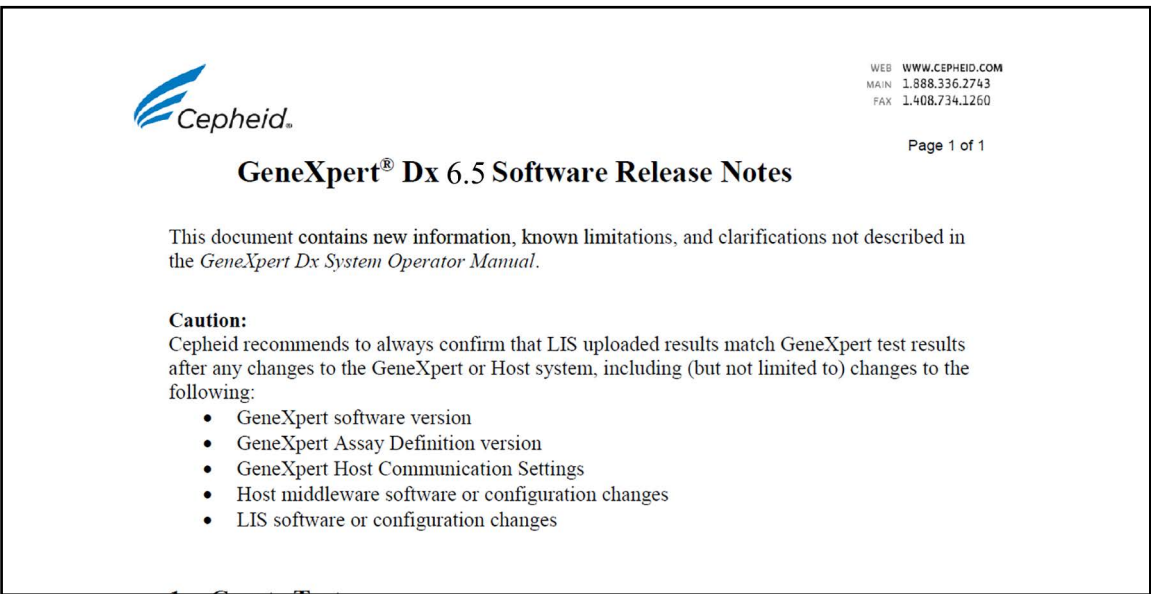 WEB WWW.CEPHEID.COM
MAIN 1.888.336.2743
FAX 1.408.734.1260
Cepheid®
Page 1 of 1
GeneXpert® Dx 6.5 Software Release Notes
This document contains new information, known limitations, and clarifications not described in
the GeneXpert Dx System Operator Manual.
Caution:
Cepheid recommends to always confirm that LIS uploaded results match GeneXpert test results
after any changes to the GeneXpert or Host system, including (but not limited to) changes to the
following:
• GeneXpert software version
• GeneXpert Assay Definition version
• GeneXpert Host Communication Settings
• Host middleware software or configuration changes
• LIS software or configuration changes